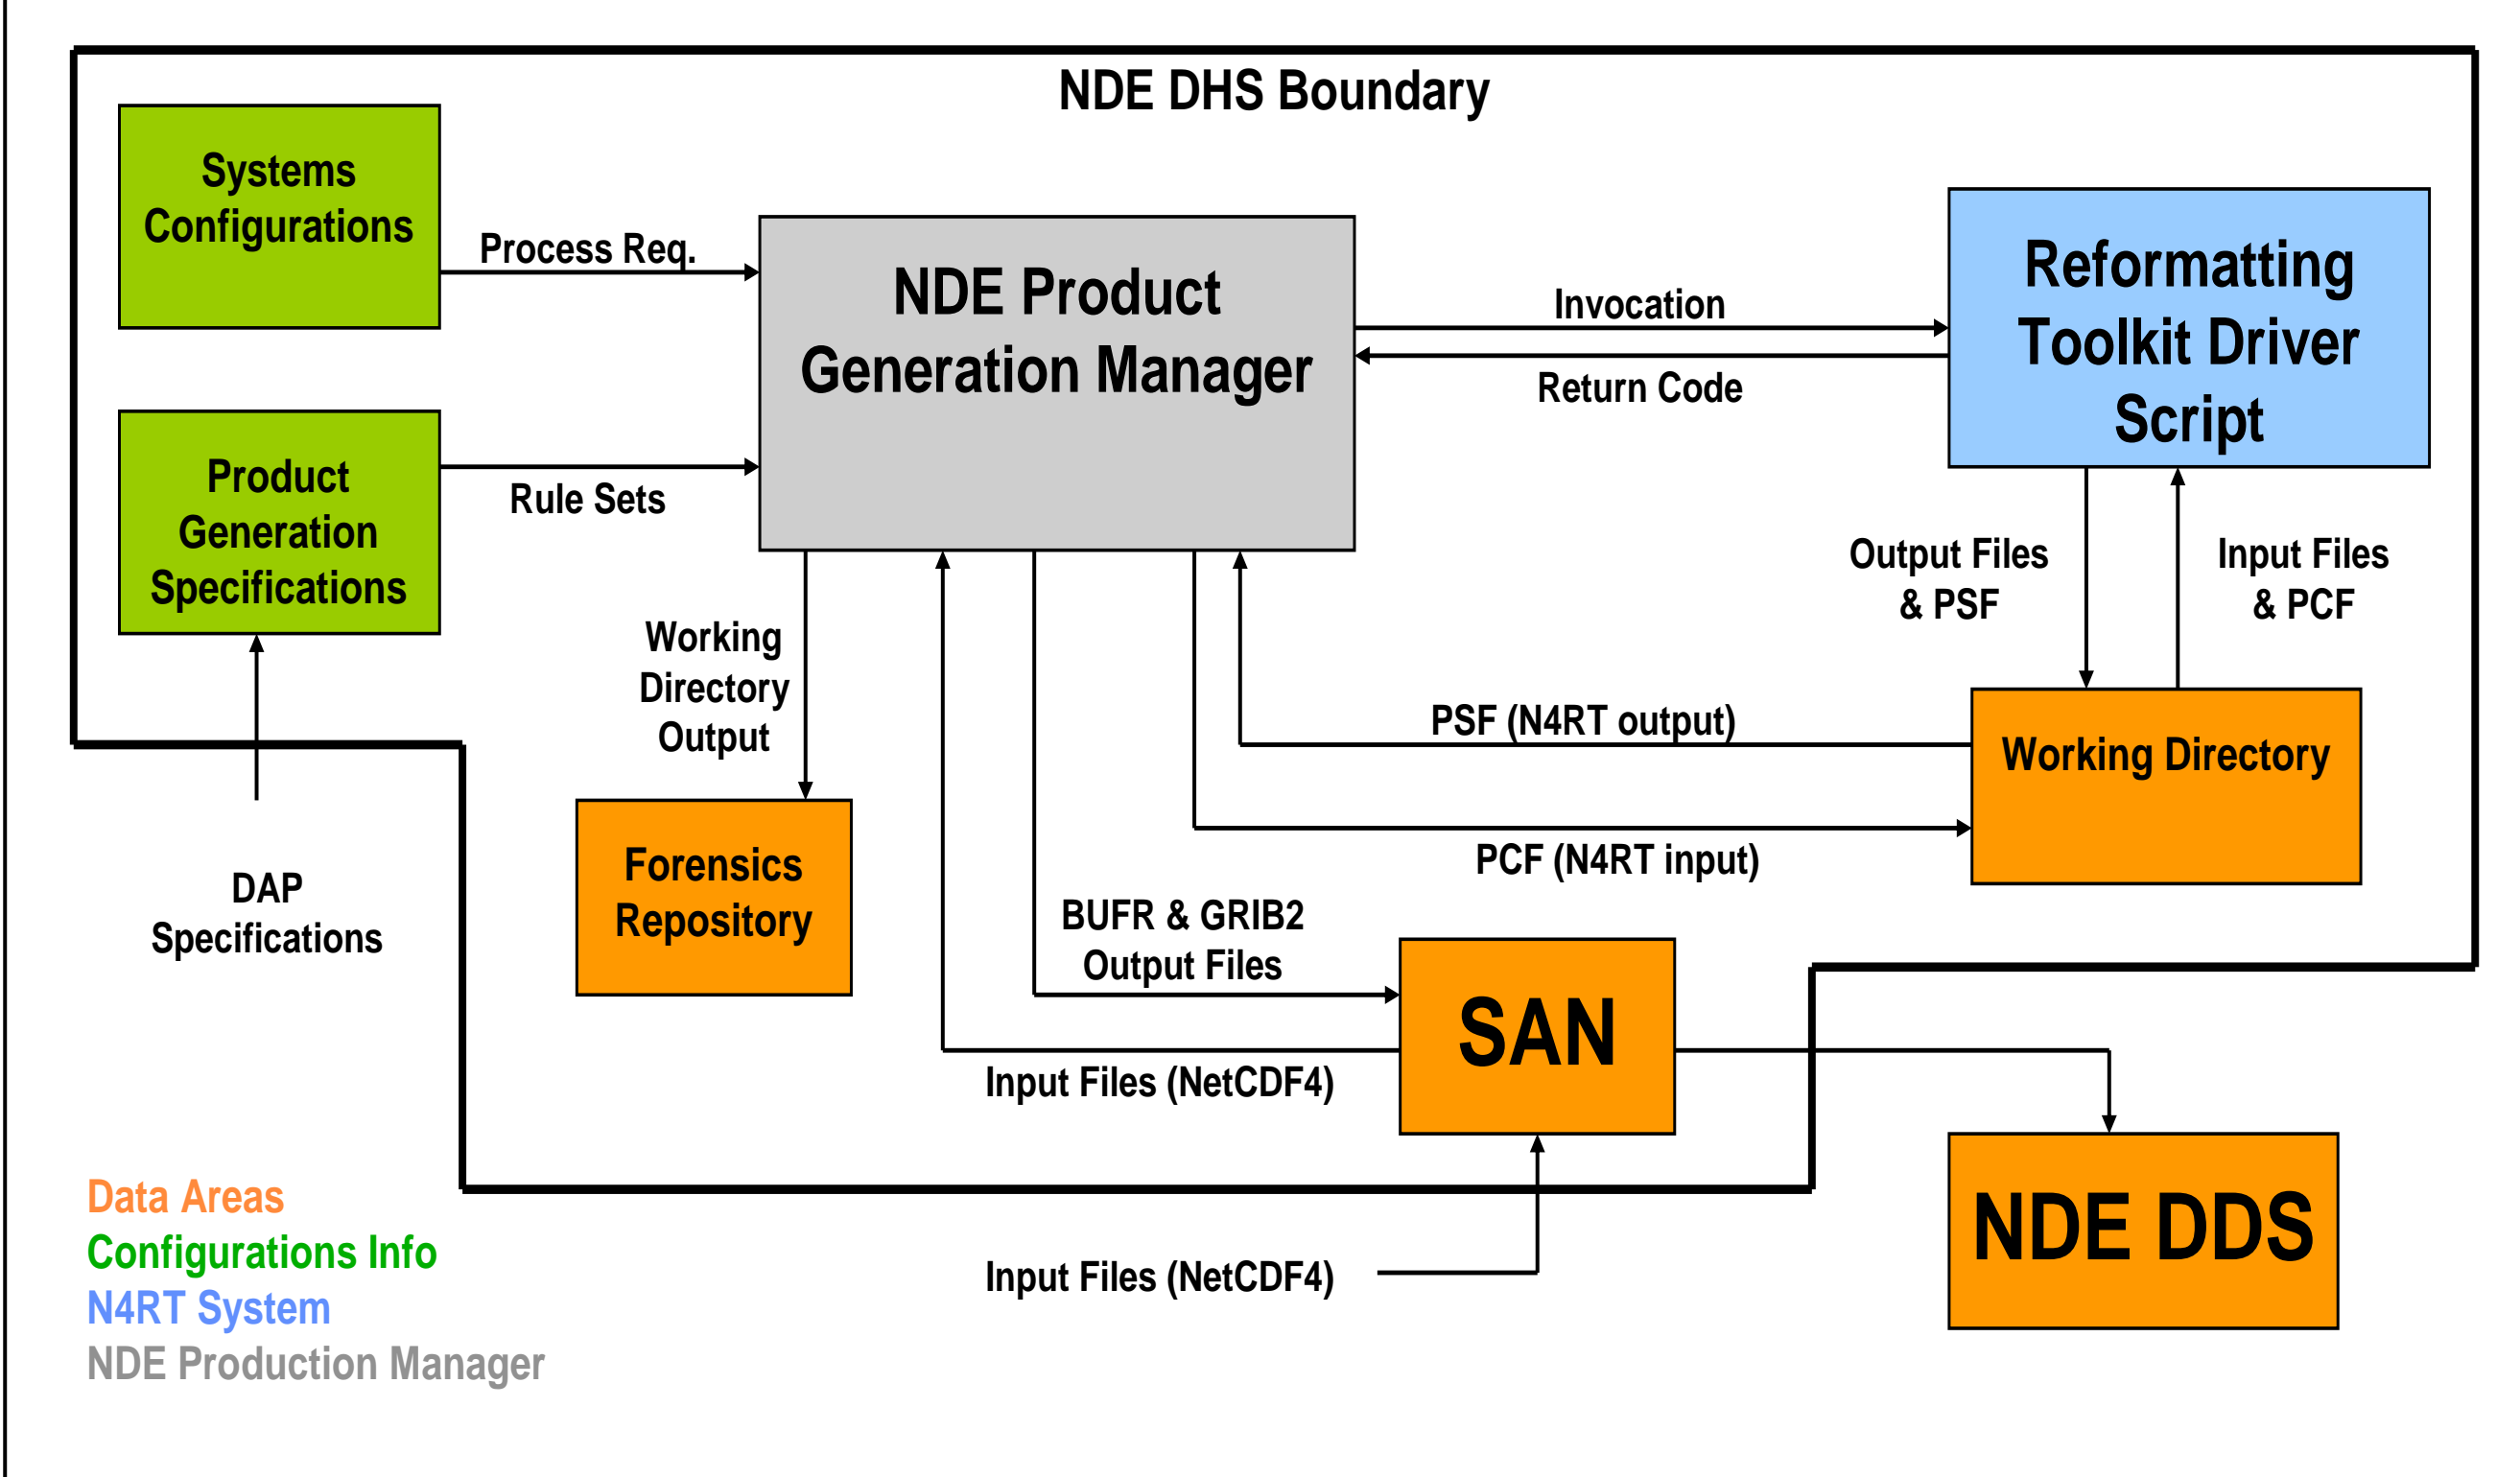 NDE DHS Boundary
Systems
Configurations
Process Req.
NDE Product
Generation Manager
Invocation
Return Code
Reformatting
Toolkit Driver
Script
Product
Generation
Specifications
Rule Sets
Output Files
& PSF
Input Files
& PCF
Working
Directory
Output
PSF (N4RT output)
Working Directory
PCF (N4RT input)
Forensics
Repository
DAP
Specifications
BUFR & GRIB2
Output Files
SAN
Input Files (NetCDF4)
NDE DDS
Input Files (NetCDF4)
Data Areas
Configurations Info
N4RT System
NDE Production Manager